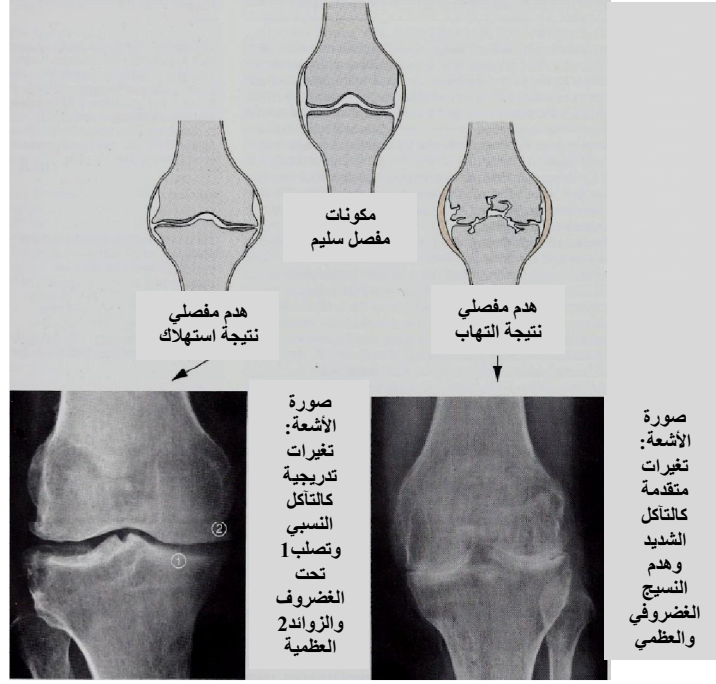 مكونات
مفصل سليم
هدم مفصلي
نتيجة التهاب
هدم مفصلي
نتيجة استهلاك
صورة
الأشعة:
تغيرات
متقدمة
كالتآكل
الشديد
وهدم
النسيج
الغضروفي
والعظمي
صورة
الأشعة:
تغيرات
تدريجية
كالتآكل
النسبي
وتصلب1
تحت
الغضروف
والزوائد2
العظمية
2
1